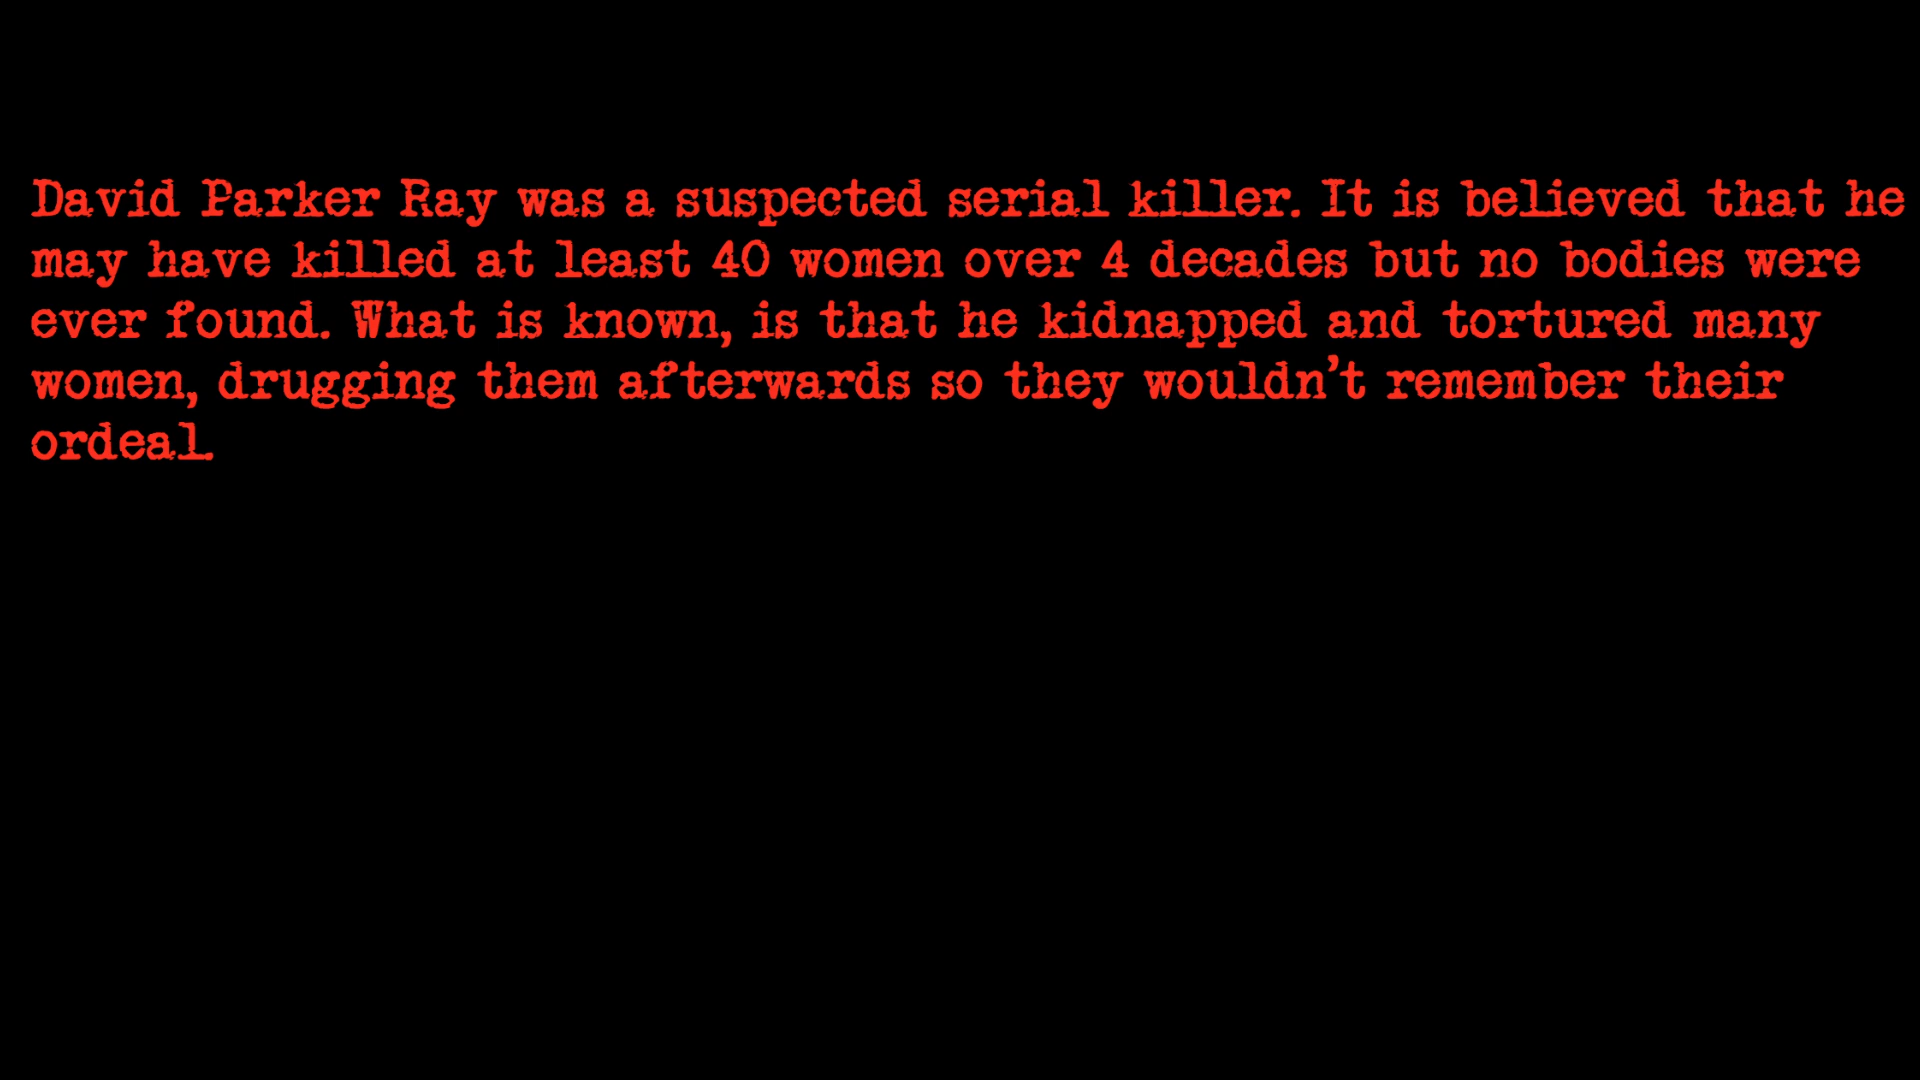 David Parker Ray was a suspected serial killer. It is believed that he
may have killed at least 40 women over 4 decades but no bodies were
ever found. What is known, is that he kidnapped and tortured many
women, drugging them afterwards so they wouldn't remember their
ordeal.